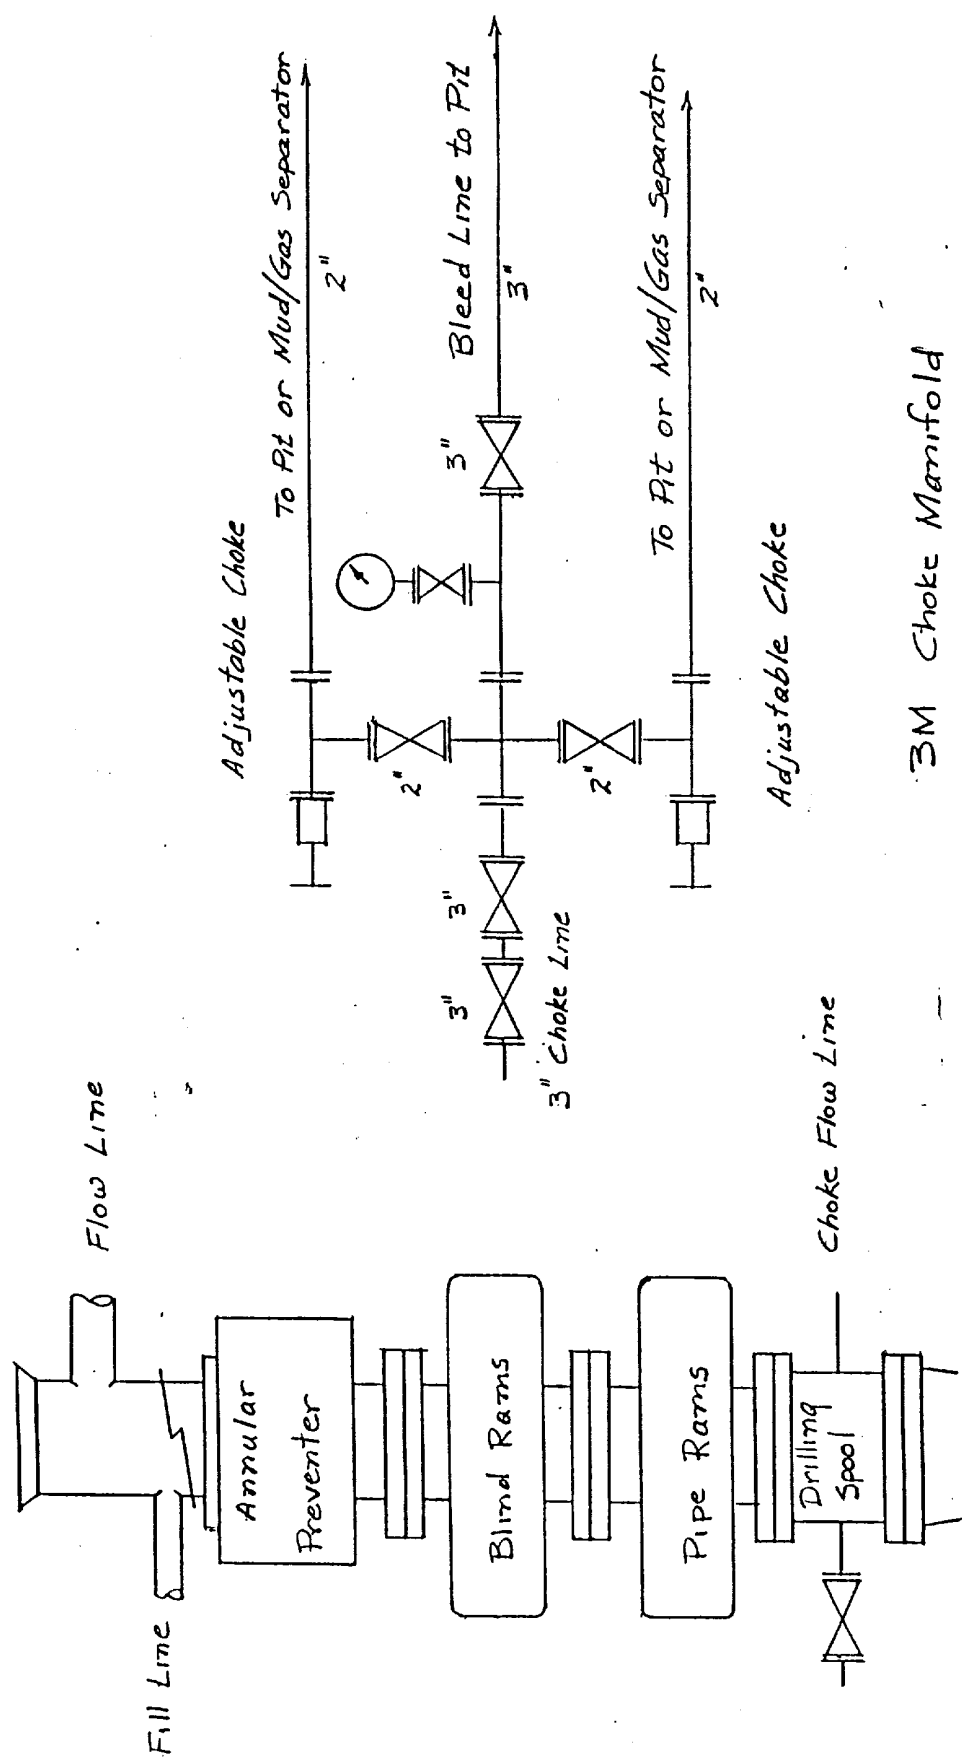 Fill Line
Flow Line
Annular
Preventer
Blind Rams
Pipe Rams
Drilling
Spool
Choke Flow Line
Adjustable Choke
To Pit or Mud/Gas Separator
2"
2"
Bleed Line to Pit
3"
3"
3"
3"
3" Choke Line
2"
To Pit or Mud/Gas Separator
2"
Adjustable Choke
3M Choke Manifold